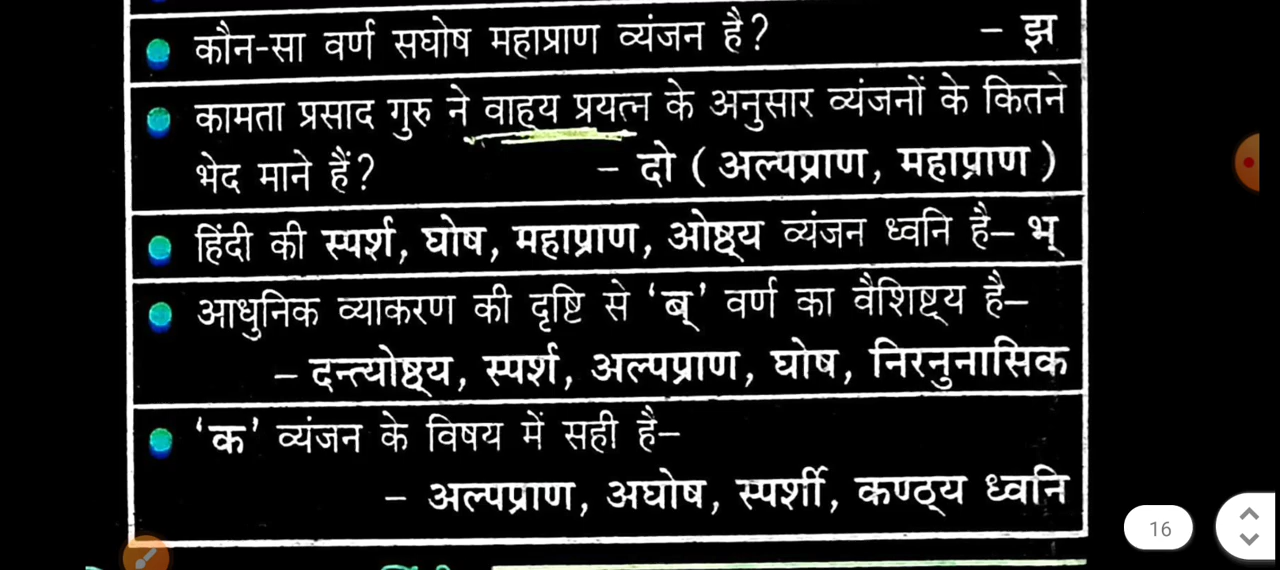 कौन-सा वर्ण सघोष महाप्राण व्यंजन है? – झ
कामता प्रसाद गुरु ने वाह्य प्रयत्न के अनुसार व्यंजनों के कितने
भेद माने हैं? – दो ( अल्पप्राण, महाप्राण )
हिंदी की स्पर्श, घोष, महाप्राण, ओष्ठ्य व्यंजन ध्वनि है– भ्
आधुनिक व्याकरण की दृष्टि से ‘ब्’ वर्ण का वैशिष्ट्य है–
– दन्त्योष्ठ्य, स्पर्श, अल्पप्राण, घोष, निरनुनासिक
‘क’ व्यंजन के विषय में सही है–
– अल्पप्राण, अघोष, स्पर्शी, कण्ठ्य ध्वनि
16